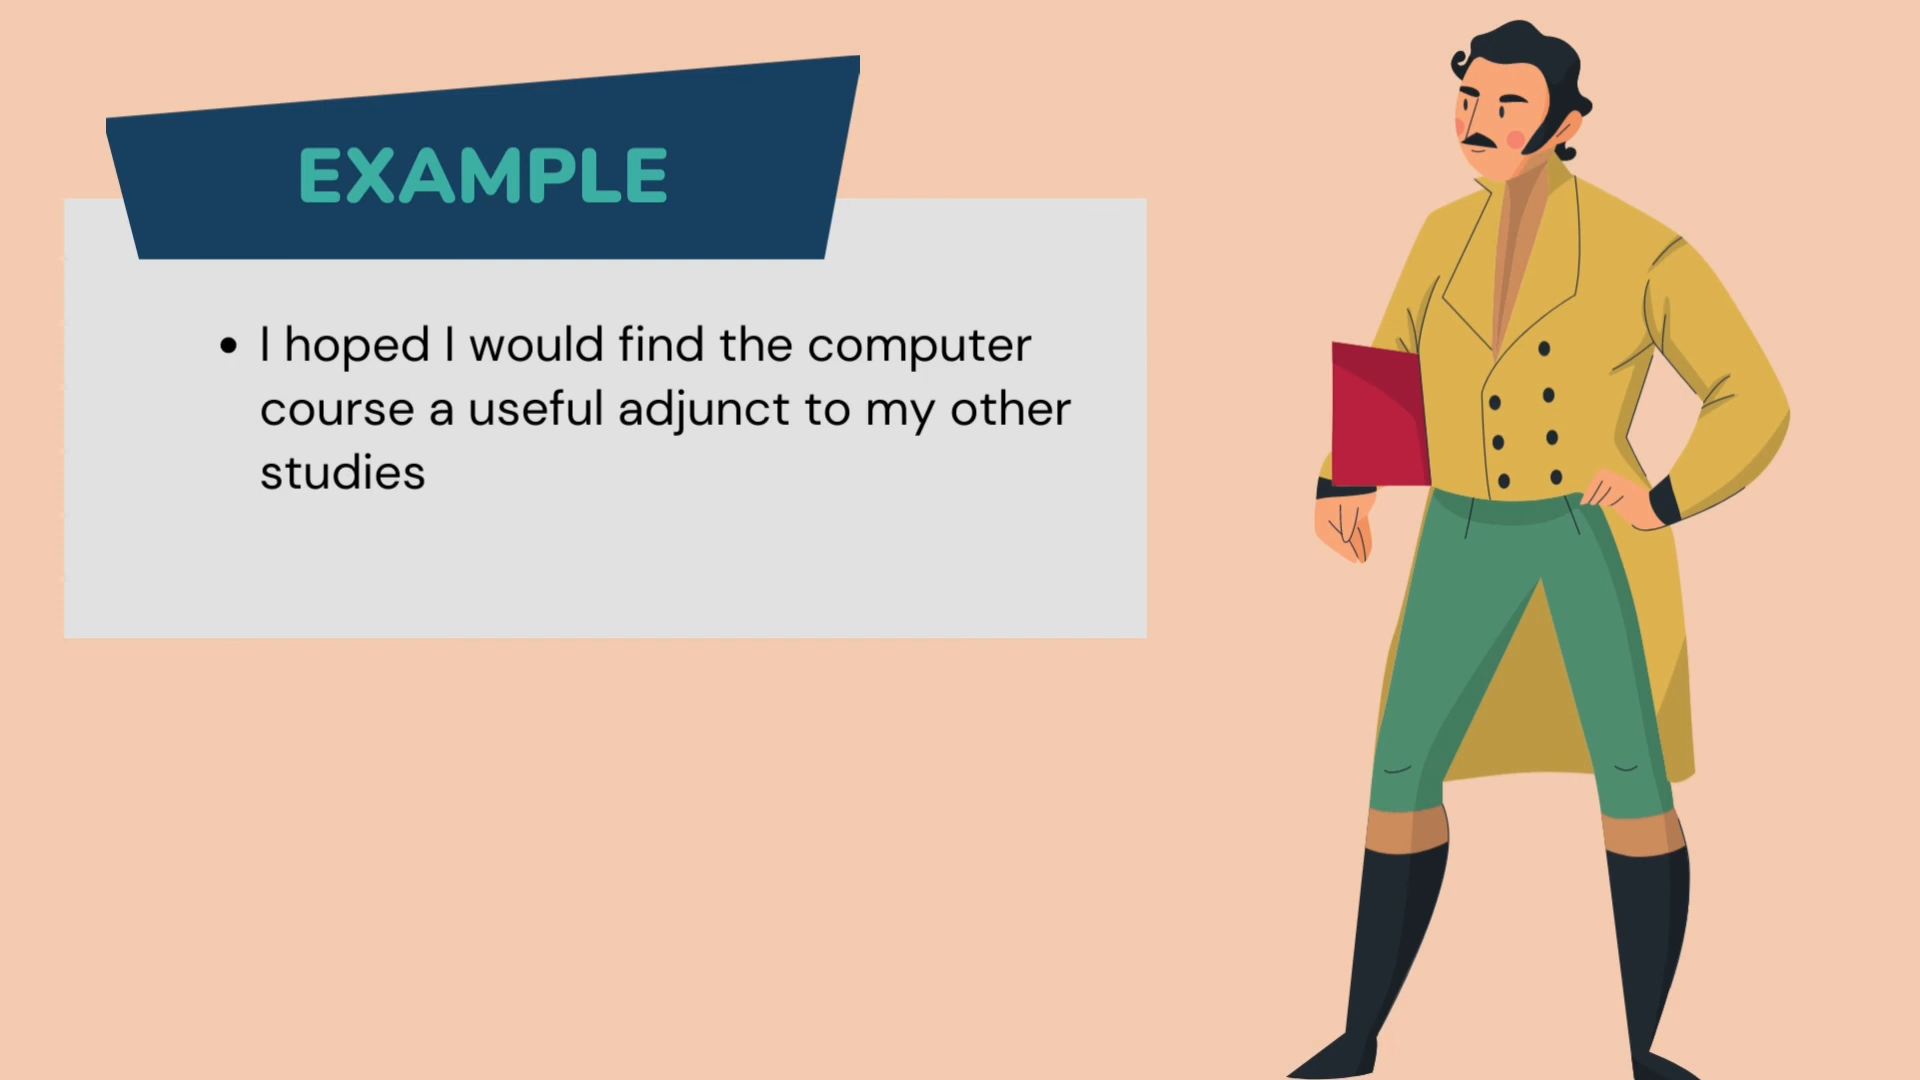 EXAMPLE
• I hoped I would find the computer
course a useful adjunct to my other
studies